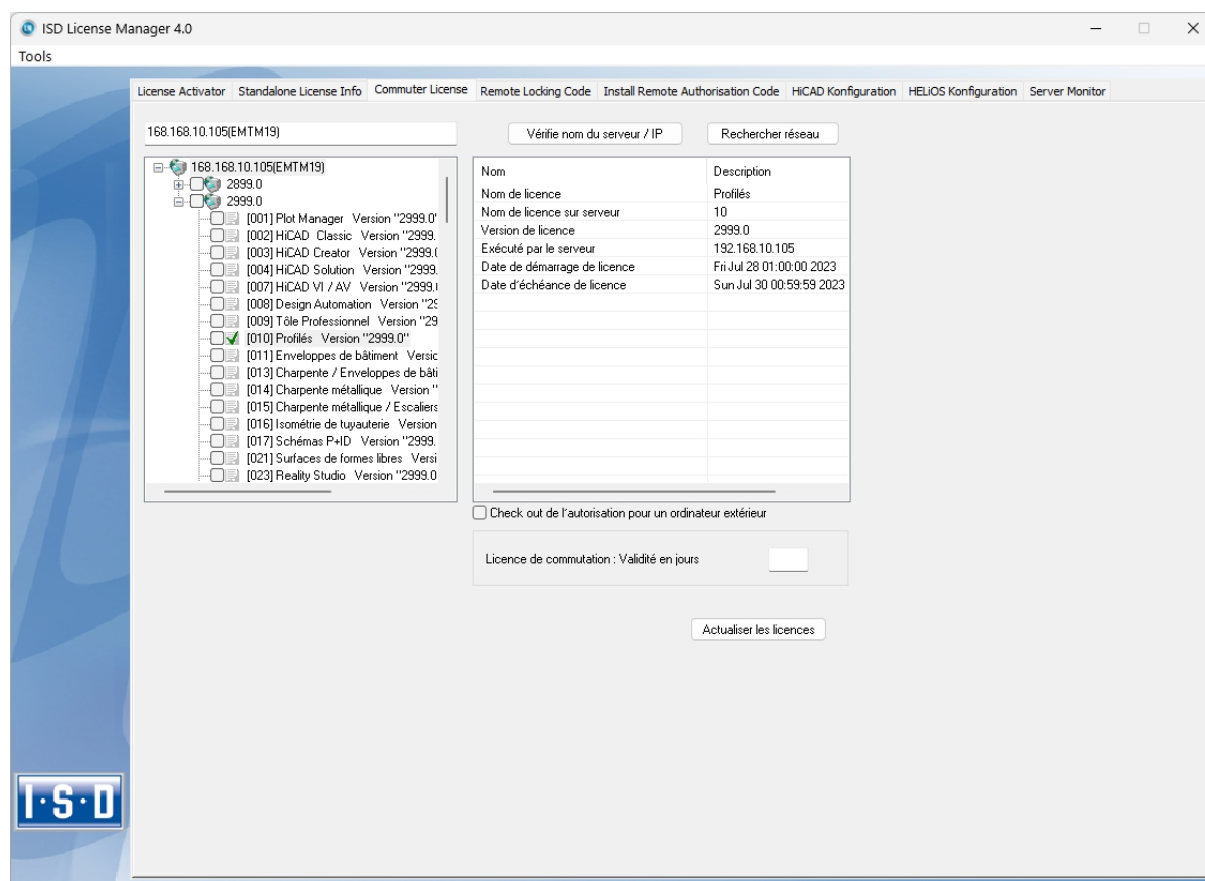 ISD License Manager 4.0
Tools
License Activator Standalone License Info Commuter License Remote Locking Code Install Remote Authorisation Code HiCAD Konfiguration HELiOS Konfiguration Server Monitor
168.168.10.105(EMTM19)
Vérifie nom du serveur / IP
Rechercher réseau
168.168.10.105(EMTM19)
2899.0
2999.0
[001] Plot Manager Version "2999.0"
[002] HiCAD Classic Version "2999.
[003] HiCAD Creator Version "2999.0
[004] HiCAD Solution Version "2999.
[007] HiCAD VI / AV Version "2999.
[008] Design Automation Version "29
[009] Tôle Professionnel Version "29
[010] Profilés Version "2999.0"
[011] Enveloppes de bâtiment Versic
[013] Charpente / Enveloppes de bâti
[014] Charpente métallique Version "
[015] Charpente métallique / Escaliers
[016] Isométrie de tuyauterie Version
[017] Schémas P+ID Version "2999.
[021] Surfaces de formes libres Versi
[023] Reality Studio Version "2999.0
Nom Description
Nom de licence Profilés
Nom de licence sur serveur 10
Version de licence 2999.0
Exécuté par le serveur 192.168.10.105
Date de démarrage de licence Fri Jul 28 01:00:00 2023
Date d'échéance de licence Sun Jul 30 00:59:59 2023
Check out de l'autorisation pour un ordinateur extérieur
Licence de commutation : Validité en jours
Actualiser les licences
I·S·D